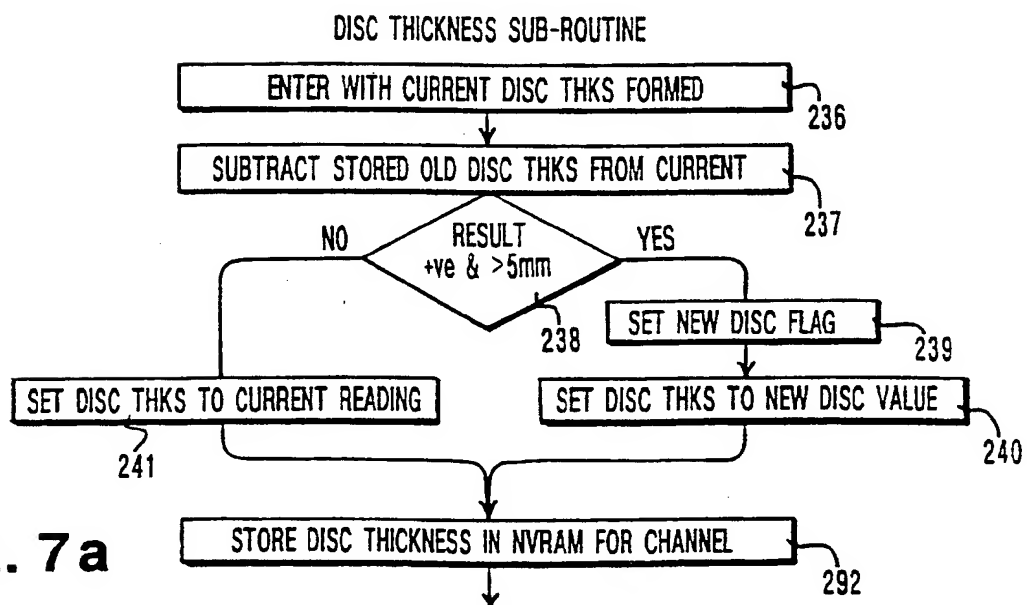 DISC THICKNESS SUB-ROUTINE
ENTER WITH CURRENT DISC THKS FORMED
236
SUBTRACT STORED OLD DISC THKS FROM CURRENT
237
NO
RESULT
+ve & >5mm
YES
238
SET NEW DISC FLAG
239
SET DISC THKS TO CURRENT READING
241
SET DISC THKS TO NEW DISC VALUE
240
STORE DISC THICKNESS IN NVRAM FOR CHANNEL
292
. 7a